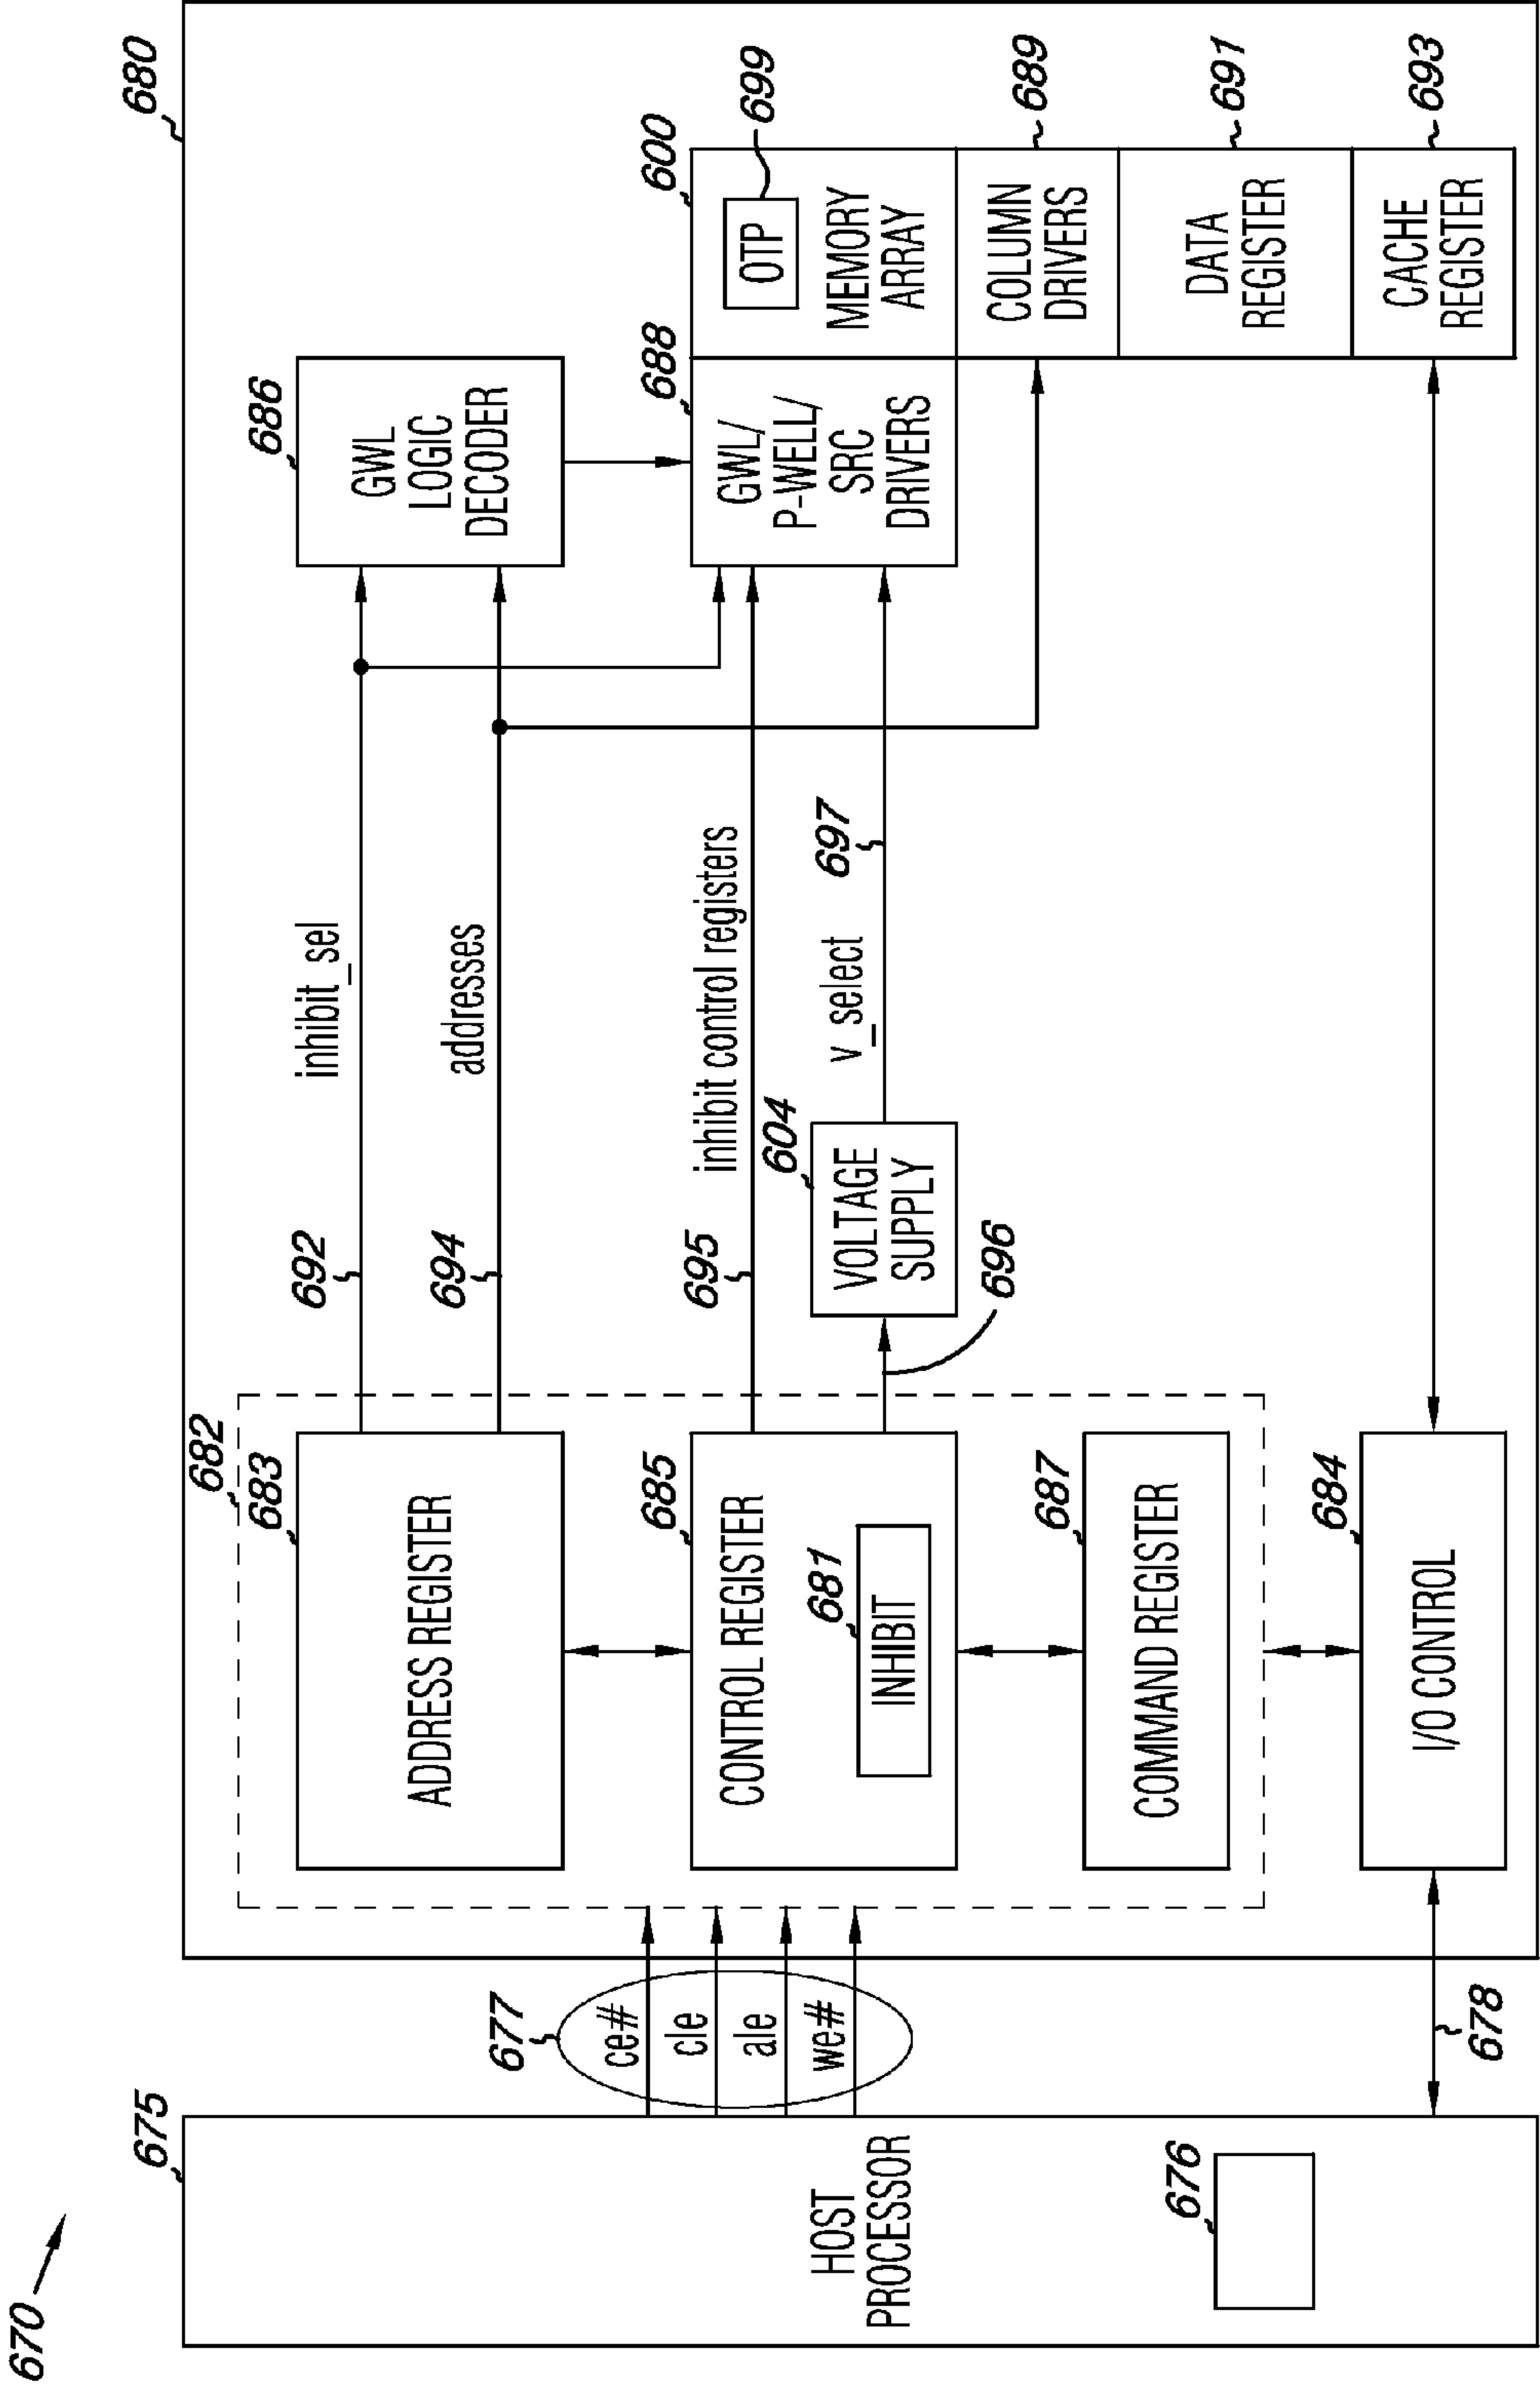 670
675
HOST
PROCESSOR
676
677
ce#
cle
ale
we#
678
680
682
683
ADDRESS REGISTER
685
CONTROL REGISTER
681
INHIBIT
687
COMMAND REGISTER
684
I/O CONTROL
692
inhibit_sel
694
addresses
695
inhibit control registers
604
VOLTAGE
SUPPLY
696
v_select
697
686
GWL
LOGIC
DECODER
688
GWL/
P-WELL/
SRC
DRIVERS
600
OTP
699
MEMORY
ARRAY
COLUMN
DRIVERS
689
DATA
REGISTER
691
CACHE
REGISTER
693